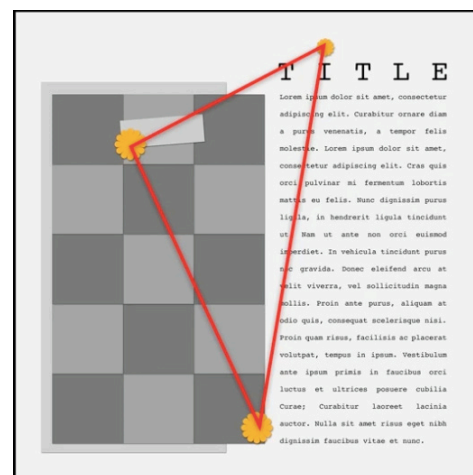 TITLE
Lorem ipsum dolor sit amet, consectetur
adipiscing elit. Curabitur ornare diam
a purus venenatis, a tempor felis
molestie. Lorem ipsum dolor sit amet,
consectetur adipiscing elit. Cras quis
orci pulvinar mi fermentum lobortis
mattis eu felis. Nunc dignissim purus
ligula, in hendrerit ligula tincidunt
ut. Nam ut ante non orci euismod
imperdiet. In vehicula tincidunt purus
nec gravida. Donec eleifend arcu at
velit viverra, vel sollicitudin magna
mollis. Proin ante purus, aliquam at
odio quis, consequat scelerisque nisi.
Proin quam risus, facilisis ac placerat
volutpat, tempus in ipsum. Vestibulum
ante ipsum primis in faucibus orci
luctus et ultrices posuere cubilia
Curae; Curabitur laoreet lacinia
auctor. Nulla sit amet risus eget nibh
dignissim faucibus vitae et nunc.